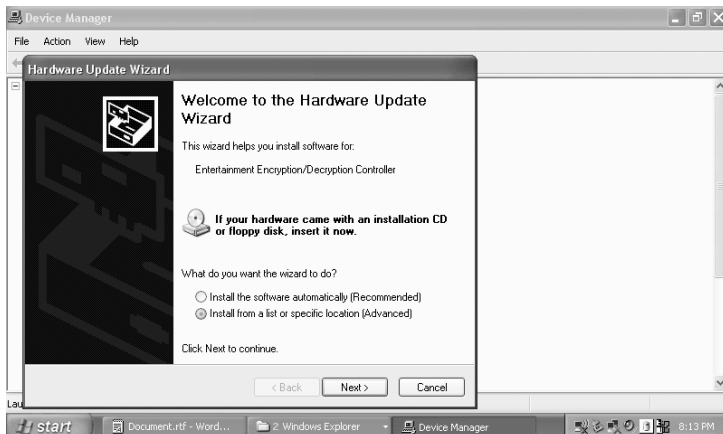 Device Manager
File Action View Help
Hardware Update Wizard
Welcome to the Hardware Update
Wizard
This wizard helps you install software for:
Entertainment Encryption/Decryption Controller
If your hardware came with an installation CD
or floppy disk, insert it now.
What do you want the wizard to do?
Install the software automatically (Recommended)
Install from a list or specific location (Advanced)
Click Next to continue.
< Back Next > Cancel
Lau
start Document.rtf - Word... 2 Windows Explorer Device Manager 8:13 PM